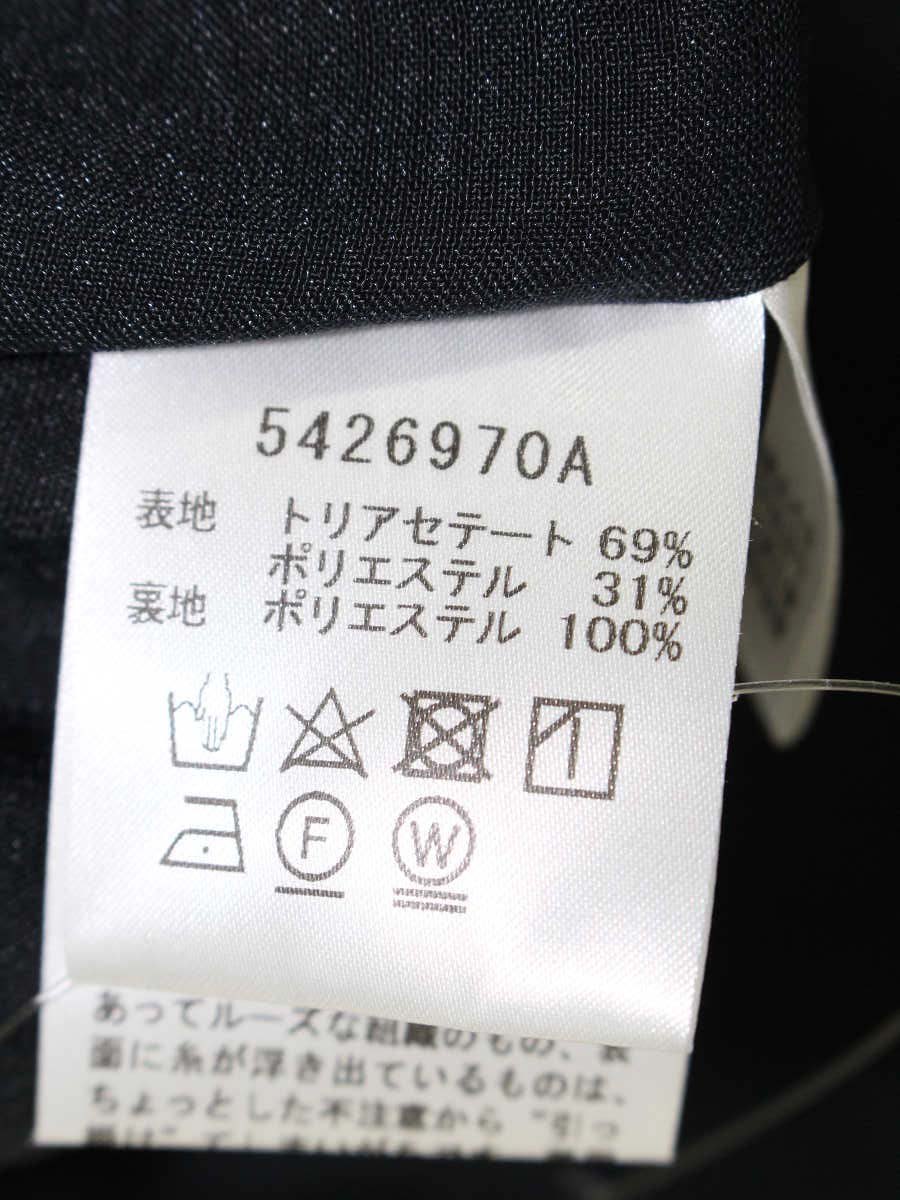 5426970A
表地 トリアセテート 69%
ポリエステル 31%
裏地 ポリエステル 100%
F W
あってルーズな組織のもの、表
面に糸が浮き出ているものは、
ちょっとした不注意から“引っ